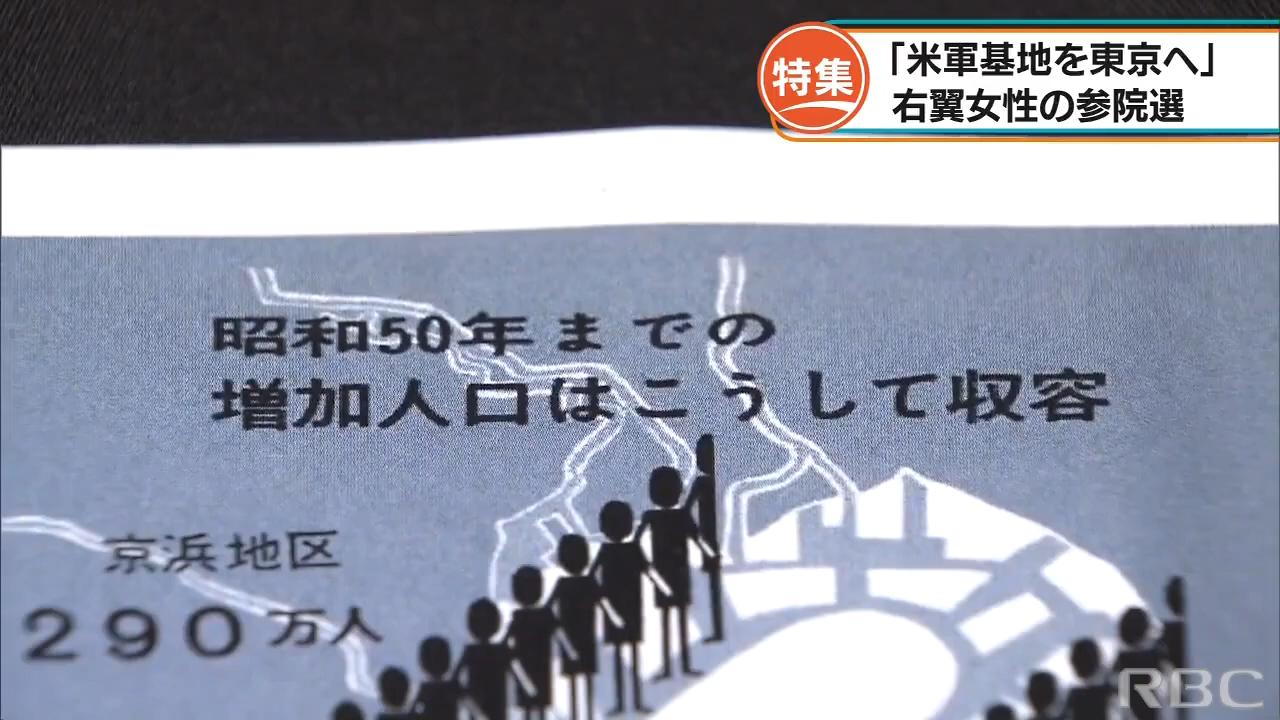 特集
「米軍基地を東京へ」
右翼女性の参院選
昭和50年までの
増加人口はこうして収容
京浜地区
290万人
RBC